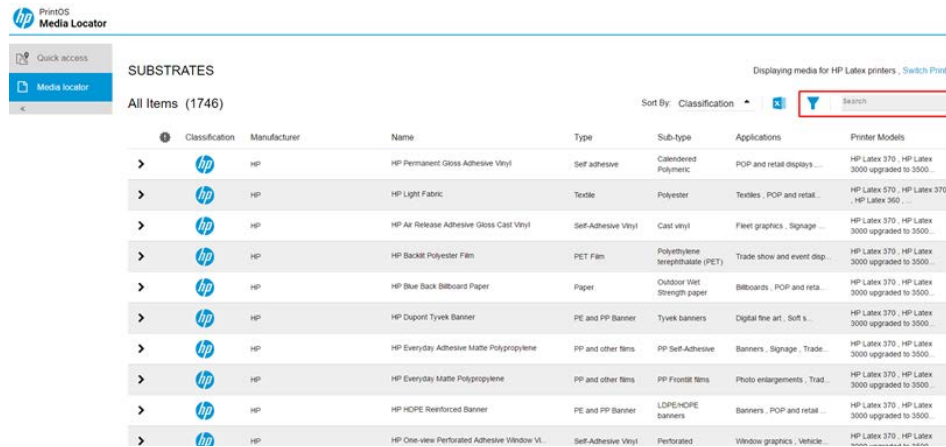 hp PrintOS
Media Locator
Quick access
Media locator
<
SUBSTRATES
Displaying media for HP Latex printers , Switch Print
All Items (1746)
Sort By: Classification
Search
Classification Manufacturer Name Type Sub-type Applications Printer Models
hp HP HP Permanent Gloss Adhesive Vinyl Self adhesive Calendered Polymeric POP and retail displays ,... HP Latex 370 , HP Latex 3000 upgraded to 3500...
hp HP HP Light Fabric Textile Polyester Textiles , POP and retail... HP Latex 570 , HP Latex 370 , HP Latex 360 , ...
hp HP HP Air Release Adhesive Gloss Cast Vinyl Self-Adhesive Vinyl Cast vinyl Fleet graphics , Signage ... HP Latex 370 , HP Latex 3000 upgraded to 3500...
hp HP HP Backlit Polyester Film PET Film Polyethylene terephthalate (PET) Trade show and event disp... HP Latex 370 , HP Latex 3000 upgraded to 3500...
hp HP HP Blue Back Billboard Paper Paper Outdoor Wet Strength paper Billboards , POP and reta... HP Latex 370 , HP Latex 3000 upgraded to 3500...
hp HP HP Dupont Tyvek Banner PE and PP Banner Tyvek banners Digital fine art , Soft s... HP Latex 370 , HP Latex 3000 upgraded to 3500...
hp HP HP Everyday Adhesive Matte Polypropylene PP and other films PP Self-Adhesive Banners , Signage , Trade... HP Latex 370 , HP Latex 3000 upgraded to 3500...
hp HP HP Everyday Matte Polypropylene PP and other films PP Frontlit films Photo enlargements , Trad... HP Latex 370 , HP Latex 3000 upgraded to 3500...
hp HP HP HDPE Reinforced Banner PE and PP Banner LDPE/HDPE banners Banners , POP and retail ... HP Latex 370 , HP Latex 3000 upgraded to 3500...
hp HP HP One-view Perforated Adhesive Window Vi... Self-Adhesive Vinyl Perforated Window graphics , Vehicle... HP Latex 370 , HP Latex